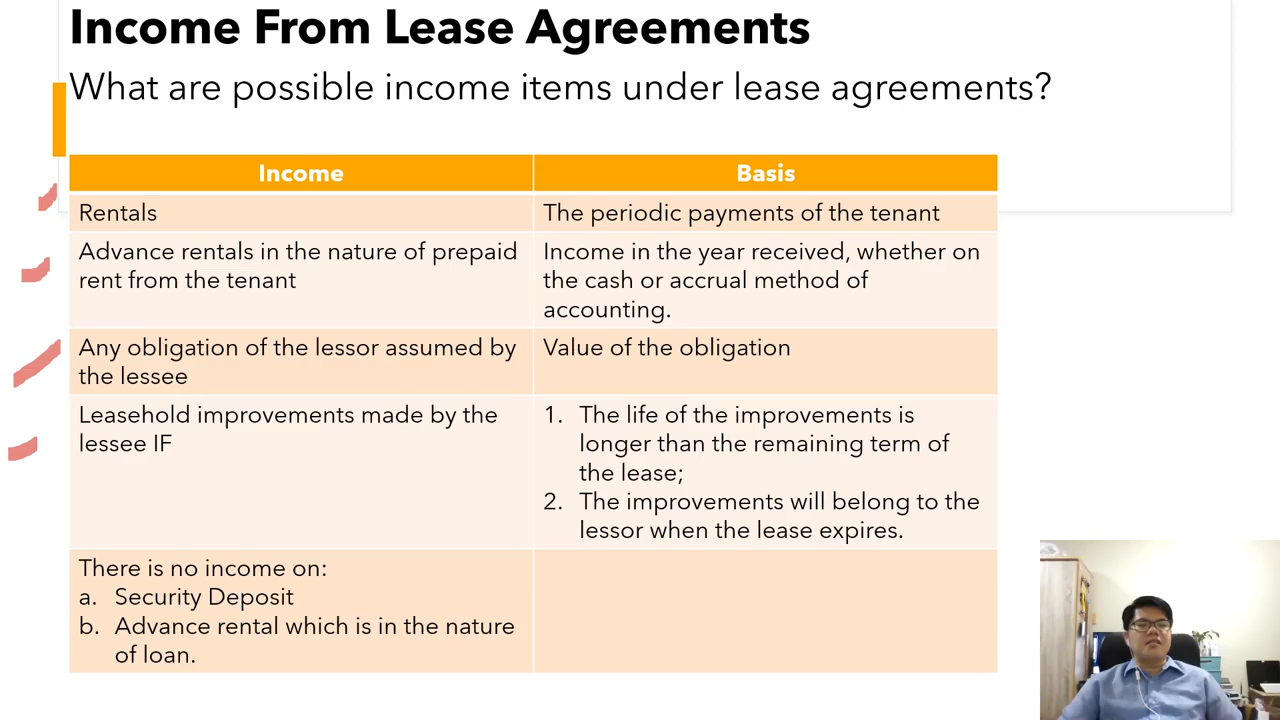 Income From Lease Agreements
What are possible income items under lease agreements?
Income
Basis
Rentals
The periodic payments of the tenant
Advance rentals in the nature of prepaid
rent from the tenant
Income in the year received, whether on
the cash or accrual method of
accounting.
Any obligation of the lessor assumed by
the lessee
Value of the obligation
Leasehold improvements made by the
lessee IF
1. The life of the improvements is
longer than the remaining term of
the lease;
2. The improvements will belong to the
lessor when the lease expires.
There is no income on:
a. Security Deposit
b. Advance rental which is in the nature
of loan.